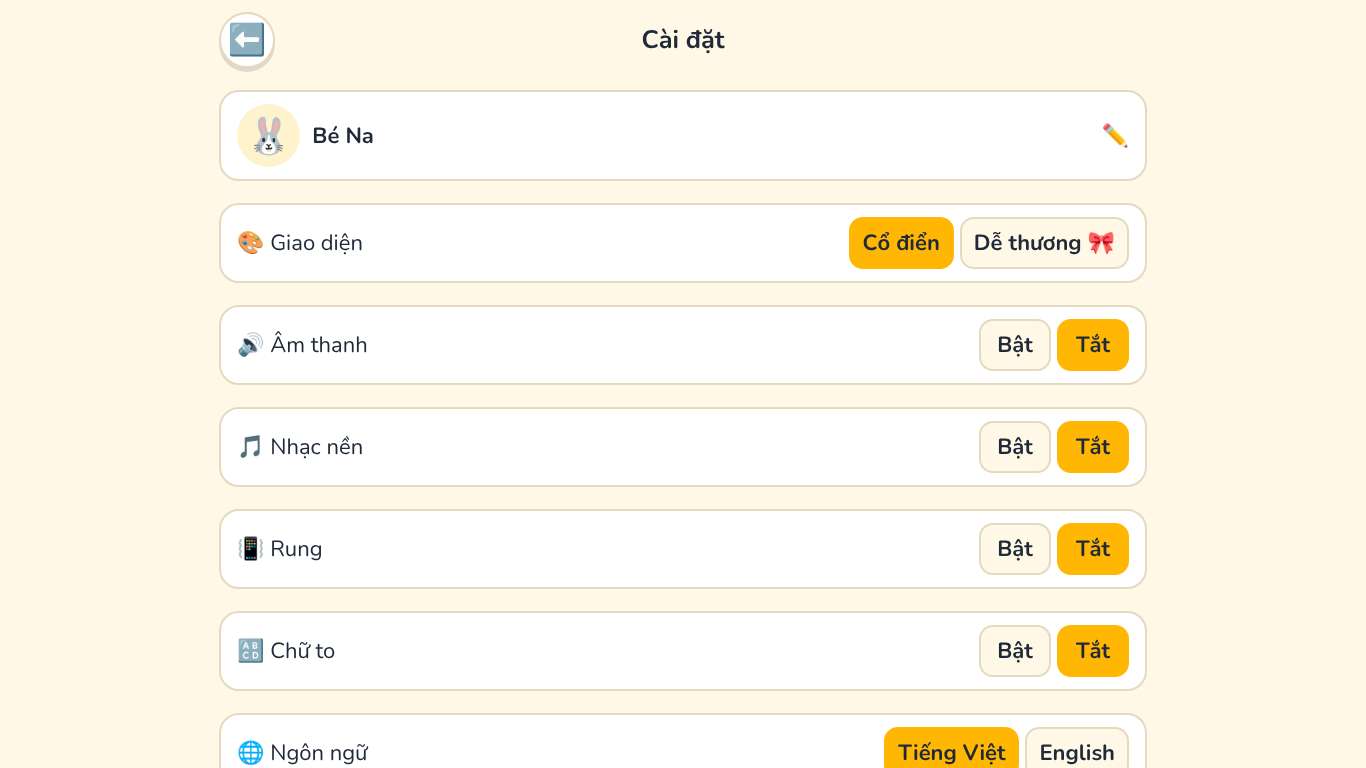 Cài đặt
Bé Na
Giao diện Cổ điển Dễ thương
Âm thanh Bật Tắt
Nhạc nền Bật Tắt
Rung Bật Tắt
Chữ to Bật Tắt
Ngôn ngữ Tiếng Việt English